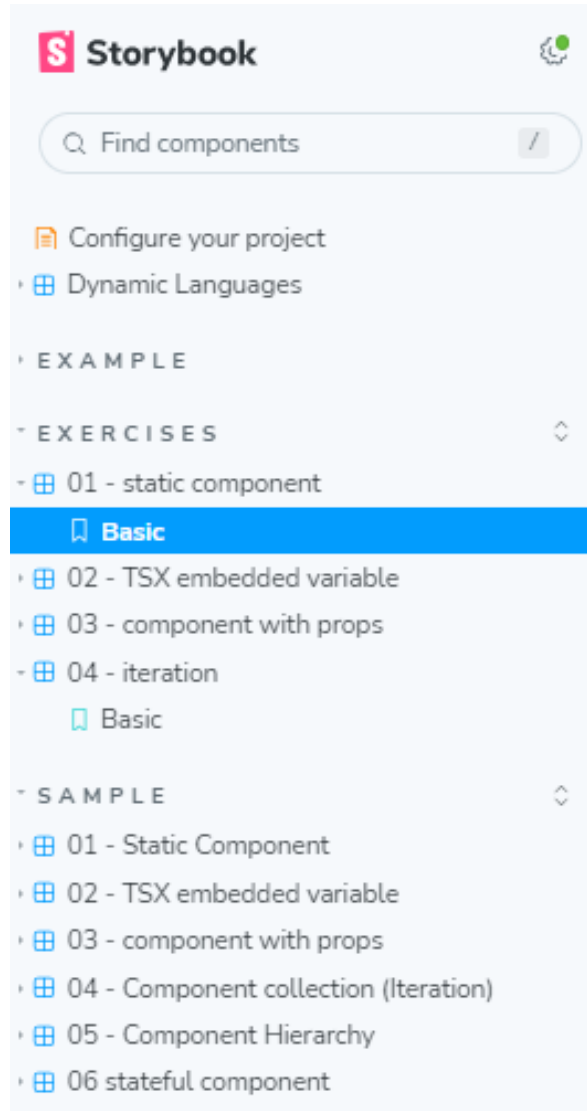 S Storybook
Find components /
Configure your project
Dynamic Languages
EXAMPLE
EXERCISES
01 - static component
Basic
02 - TSX embedded variable
03 - component with props
04 - iteration
Basic
SAMPLE
01 - Static Component
02 - TSX embedded variable
03 - component with props
04 - Component collection (Iteration)
05 - Component Hierarchy
06 stateful component